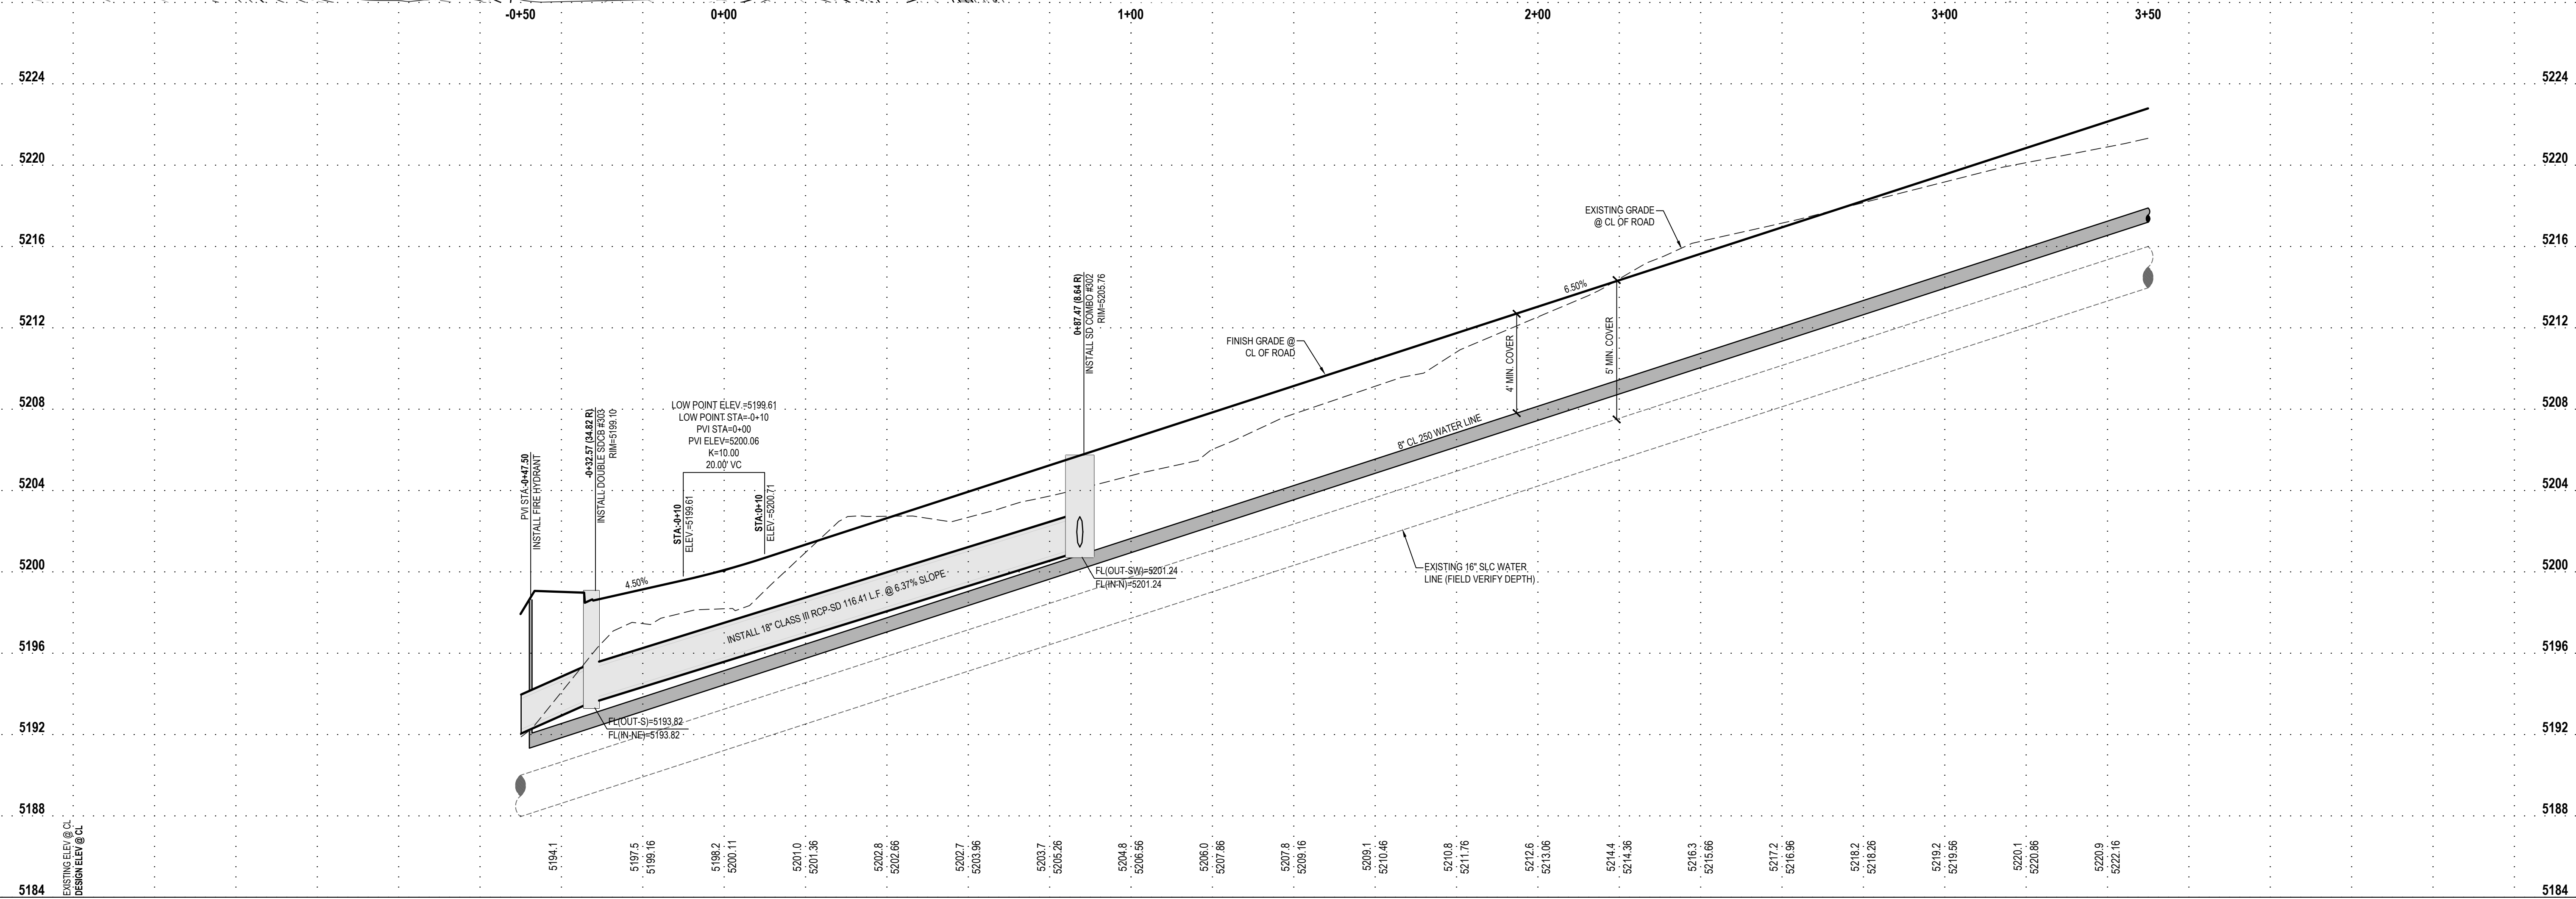 -0+50
0+00
1+00
2+00
3+00
3+50
5224
5224
5220
5220
5216
5216
5212
5212
5208
5208
5204
5204
5200
5200
5196
5196
5192
5192
5188
5188
5184
5184
EXISTING ELEV @ CL
DESIGN ELEV @ CL
PVI STA:-0+47.50
INSTALL FIRE HYDRANT
-0+32.57 (34.82 R)
INSTALL DOUBLE SDCB #303
RIM=5199.10
LOW POINT ELEV.=5199.61
LOW POINT STA=-0+10
PVI STA=0+00
PVI ELEV=5200.06
K=10.00
20.00' VC
STA:-0+10
ELEV.=5199.61
STA:0+10
ELEV.=5200.71
4.50%
INSTALL 18" CLASS III RCP-SD 116.41 L.F. @ 6.37% SLOPE
FL(OUT-S)=5193.82
FL(IN-NE)=5193.82
0+87.47 (8.64 R)
INSTALL SD COMBO #302
RIM=5205.76
FL(OUT-SW)=5201.24
FL(IN-N)=5201.24
FINISH GRADE @
CL OF ROAD
8" CL 250 WATER LINE
EXISTING 16" SLC WATER
LINE (FIELD VERIFY DEPTH)
4' MIN. COVER
6.50%
5' MIN. COVER
EXISTING GRADE
@ CL OF ROAD
5194.1
5197.5
5199.16
5198.2
5200.11
5201.0
5201.36
5202.8
5202.66
5202.7
5203.96
5203.7
5205.26
5204.8
5206.56
5206.0
5207.86
5207.8
5209.16
5209.1
5210.46
5210.8
5211.76
5212.6
5213.06
5214.4
5214.36
5216.3
5215.66
5217.2
5216.96
5218.2
5218.26
5219.2
5219.56
5220.1
5220.86
5220.9
5222.16